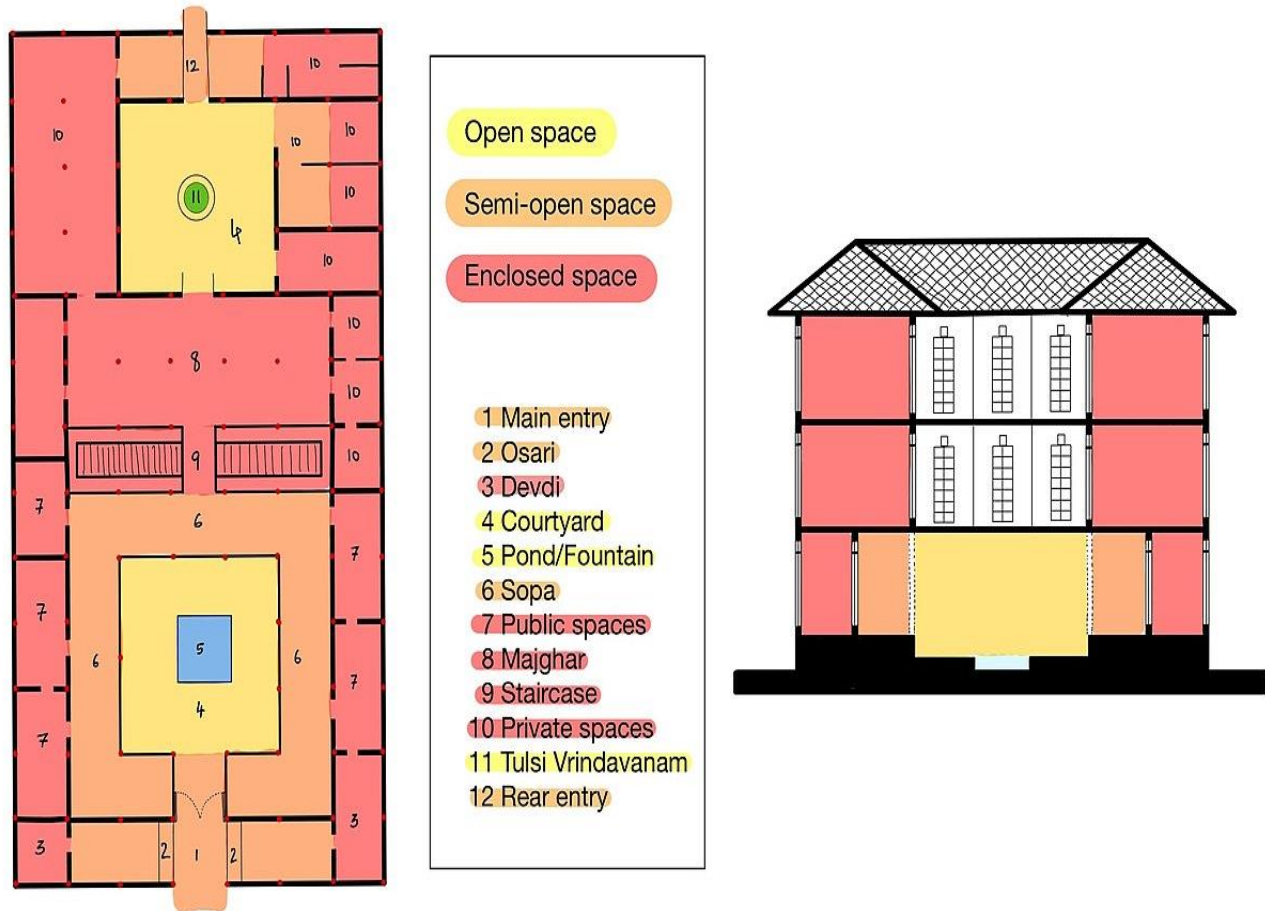 12
10
10
10
10
10
11
4
10
10
8
10
9
10
7
6
7
7
5
6
6
4
7
7
3
3
2
1
2
Open space
Semi-open space
Enclosed space
1 Main entry
2 Osari
3 Devdi
4 Courtyard
5 Pond/Fountain
6 Sopa
7 Public spaces
8 Majghar
9 Staircase
10 Private spaces
11 Tulsi Vrindavanam
12 Rear entry